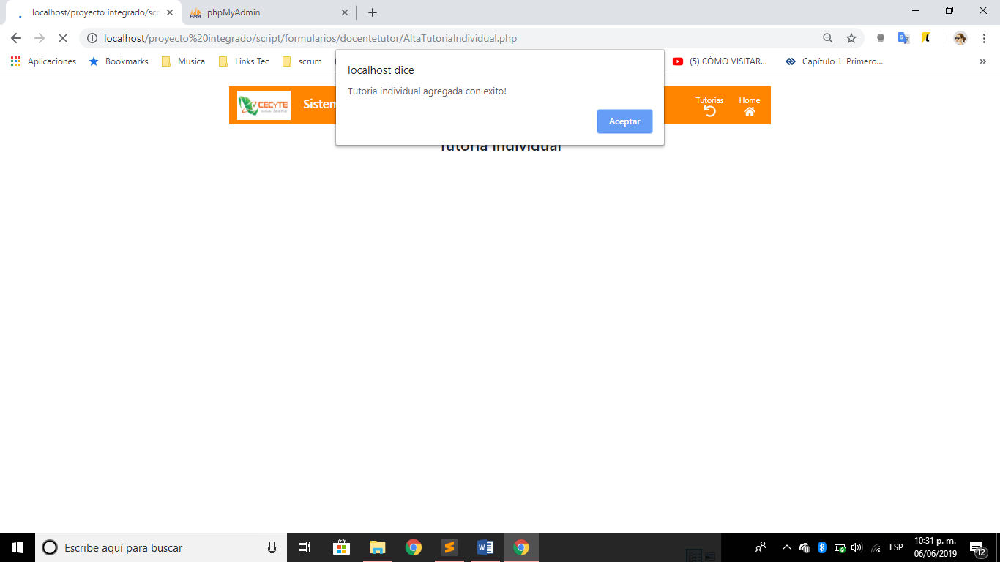 localhost/proyecto integrado/scr
phpMyAdmin
localhost/proyecto%20integrado/script/formularios/docentetutor/AltaTutoriaIndividual.php
Aplicaciones
Bookmarks
Musica
Links Tec
scrum
(5) CÓMO VISITAR...
Capítulo 1. Primero...
localhost dice
Tutoria individual agregada con exito!
Aceptar
CECYTE
Sistem
Tutorias
Home
Tutoria Individual
Escribe aquí para buscar
ESP
10:31 p. m.
06/06/2019
12